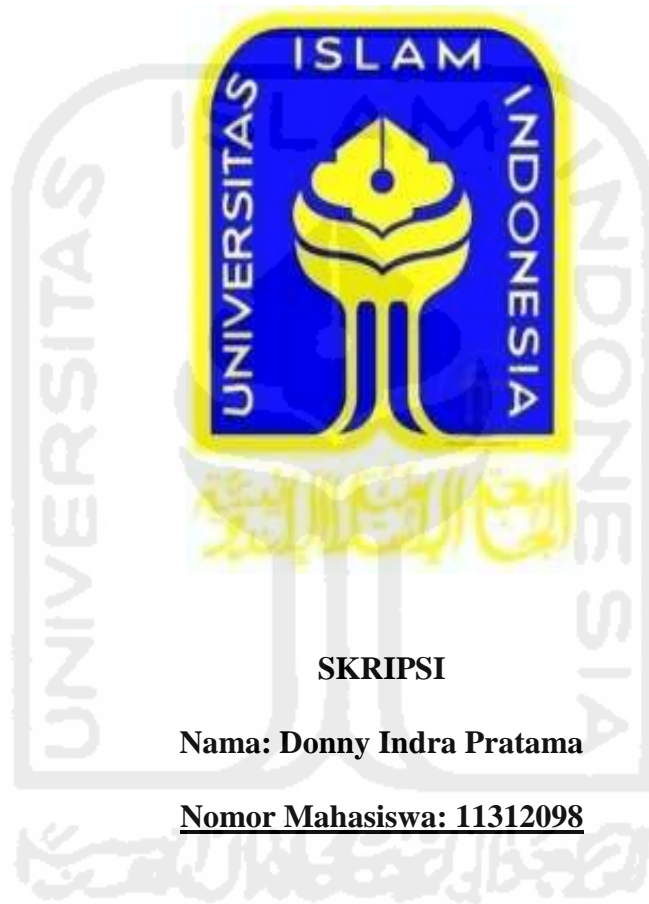 UNIVERSITAS ISLAM INDONESIA
SKRIPSI
Nama: Donny Indra Pratama
Nomor Mahasiswa: 11312098